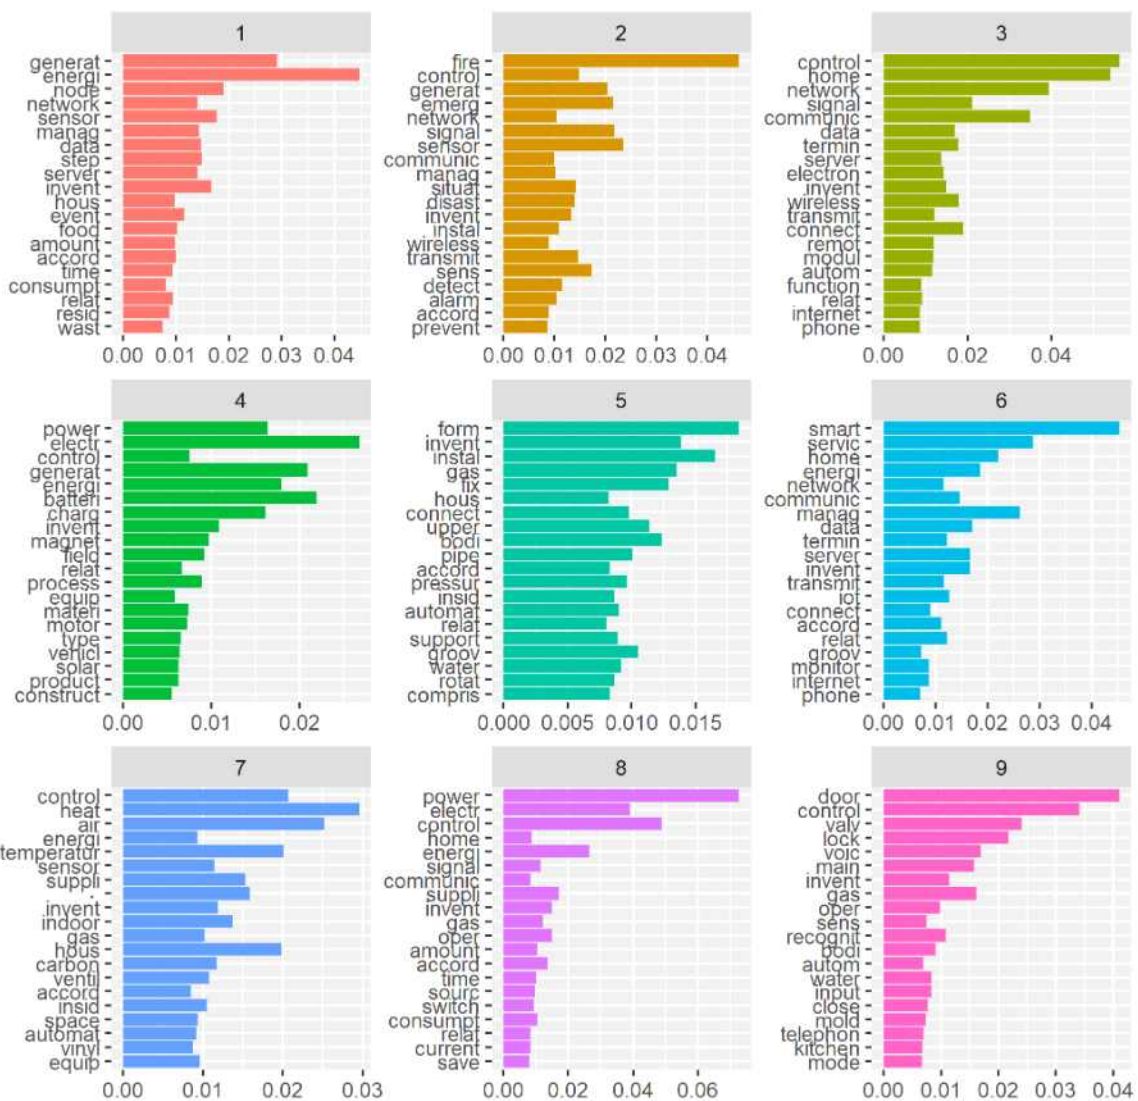 1
generat
energi
node
network
sensor
manag
data
step
server
invent
hous
event
food
amount
accord
time
consumpt
relat
resid
wast
0.00 0.01 0.02 0.03 0.04
2
fire
control
generat
emerg
network
signal
sensor
communic
manag
situat
disast
invent
instal
wireless
transmit
sens
detect
alarm
accord
prevent
0.00 0.01 0.02 0.03 0.04
3
control
home
network
signal
communic
data
termin
server
electron
invent
wireless
transmit
connect
remot
modul
autom
function
relat
internet
phone
0.00 0.02 0.04
4
power
electr
control
generat
energi
batteri
charg
invent
magnet
field
relat
process
equip
materi
motor
type
vehicl
solar
product
construct
0.00 0.01 0.02
5
form
invent
instal
gas
fix
hous
connect
upper
bodi
pipe
accord
pressur
insid
automat
relat
support
groov
water
rotat
compris
0.000 0.005 0.010 0.015
6
smart
servic
home
energi
network
communic
manag
data
termin
server
invent
transmit
iot
connect
accord
relat
groov
monitor
internet
phone
0.00 0.01 0.02 0.03 0.04
7
control
heat
air
energi
temperatur
sensor
suppli
.
invent
indoor
gas
hous
carbon
ventil
accord
insid
space
automat
vinyl
equip
0.00 0.01 0.02 0.03
8
power
electr
control
home
energi
signal
communic
suppli
invent
gas
oper
amount
accord
time
sourc
switch
consumpt
relat
current
save
0.00 0.02 0.04 0.06
9
door
control
valv
lock
voic
main
invent
gas
oper
sens
recognit
bodi
autom
water
input
close
mold
telephon
kitchen
mode
0.00 0.01 0.02 0.03 0.04